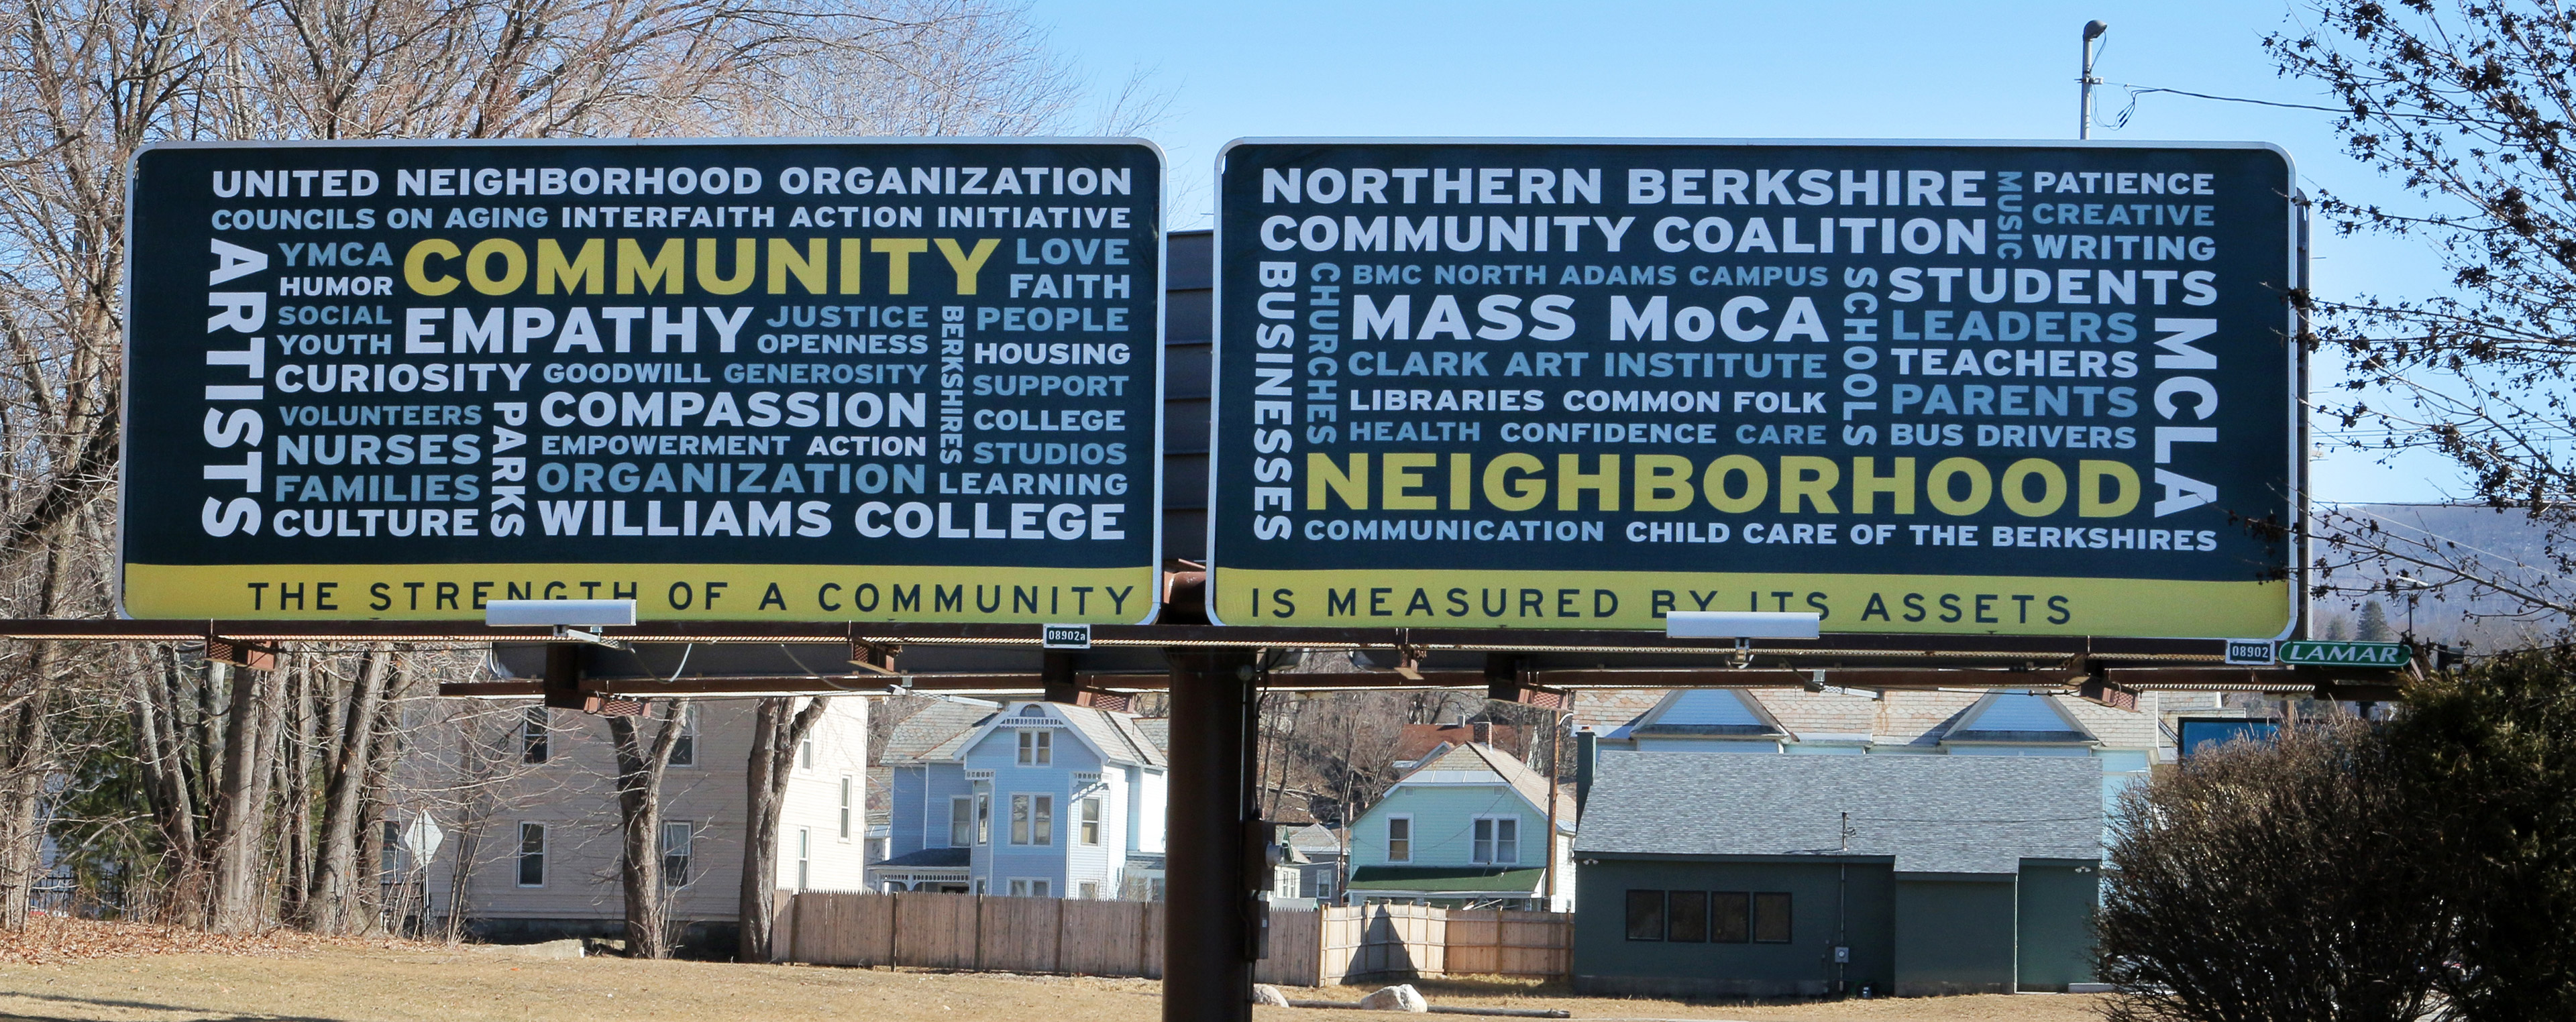 UNITED NEIGHBORHOOD ORGANIZATION
COUNCILS ON AGING INTERFAITH ACTION INITIATIVE
ARTISTS
YMCA COMMUNITY LOVE
HUMOR FAITH
SOCIAL EMPATHY JUSTICE BERKSHIRES PEOPLE
YOUTH OPENNESS HOUSING
CURIOSITY GOODWILL GENEROSITY SUPPORT
VOLUNTEERS PARKS COMPASSION COLLEGE
NURSES EMPOWERMENT ACTION STUDIOS
FAMILIES ORGANIZATION LEARNING
CULTURE WILLIAMS COLLEGE
THE STRENGTH OF A COMMUNITY
08902a
NORTHERN BERKSHIRE MUSIC PATIENCE
COMMUNITY COALITION CREATIVE
WRITING
BUSINESSES CHURCHES BMC NORTH ADAMS CAMPUS SCHOOLS STUDENTS
MASS MoCA LEADERS MCLA
CLARK ART INSTITUTE TEACHERS
LIBRARIES COMMON FOLK PARENTS
HEALTH CONFIDENCE CARE BUS DRIVERS
NEIGHBORHOOD
COMMUNICATION CHILD CARE OF THE BERKSHIRES
IS MEASURED BY ITS ASSETS
08902 LAMAR